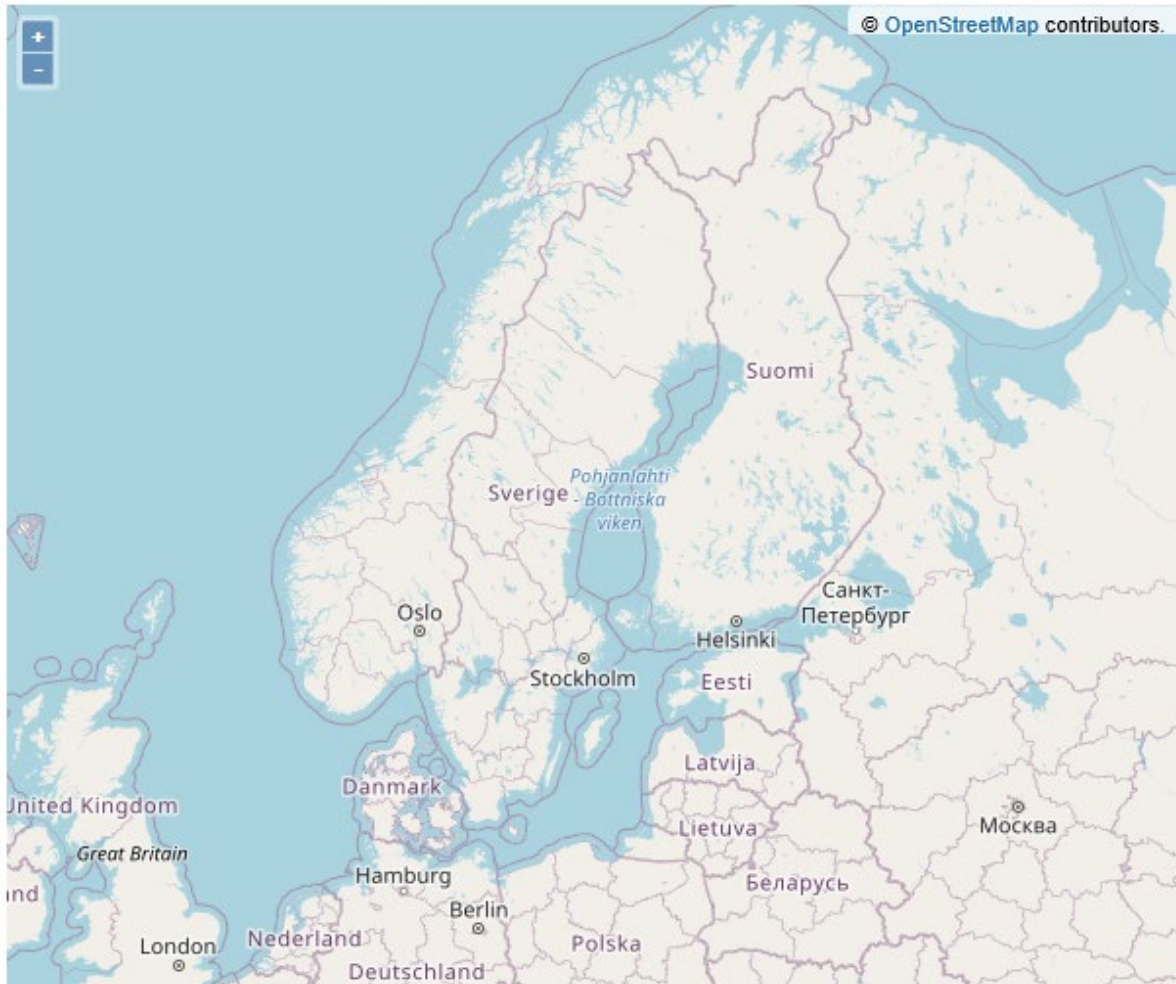 +
© OpenStreetMap contributors.
−
Suomi
Pohjanlahti
- Bottniska
viken
Sverige
Санкт-
Петербург
Oslo
Helsinki
Stockholm
Eesti
Latvija
Danmark
United Kingdom
Lietuva
Москва
Great Britain
Hamburg
Беларусь
and
Berlin
London
Nederland
Polska
Deutschland